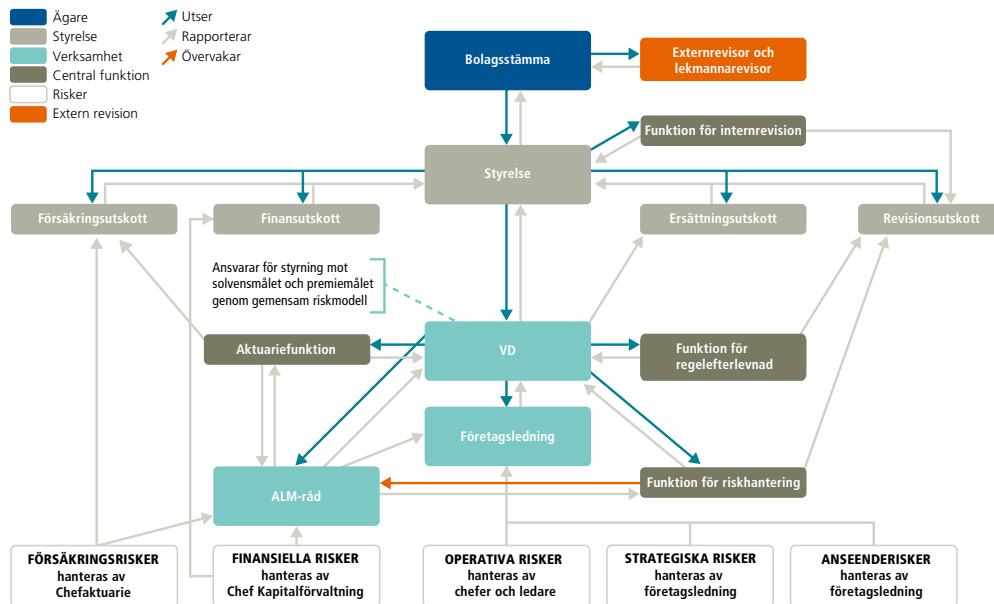 Ägare
Styrelse
Verksamhet
Central funktion
Risker
Extern revision
Utser
Rapporterar
Övervakar
Bolagsstämma
Externrevisor och
lekmannarevisor
Funktion för internrevision
Styrelse
Försäkringsutskott
Finansutskott
Ersättningsutskott
Revisionsutskott
Ansvarar för styrning mot
solvensmålet och premiemålet
genom gemensam riskmodell
Aktuariefunktion
VD
Funktion för
regelefterlevnad
Företagsledning
ALM-råd
Funktion för riskhantering
FÖRSÄKRINGSRISKER
hanteras av
Chefaktuarie
FINANSIELLA RISKER
hanteras av
Chef Kapitalförvaltning
OPERATIVA RISKER
hanteras av
chefer och ledare
STRATEGISKA RISKER
hanteras av
företagsledning
ANSEENDERISKER
hanteras av
företagsledning